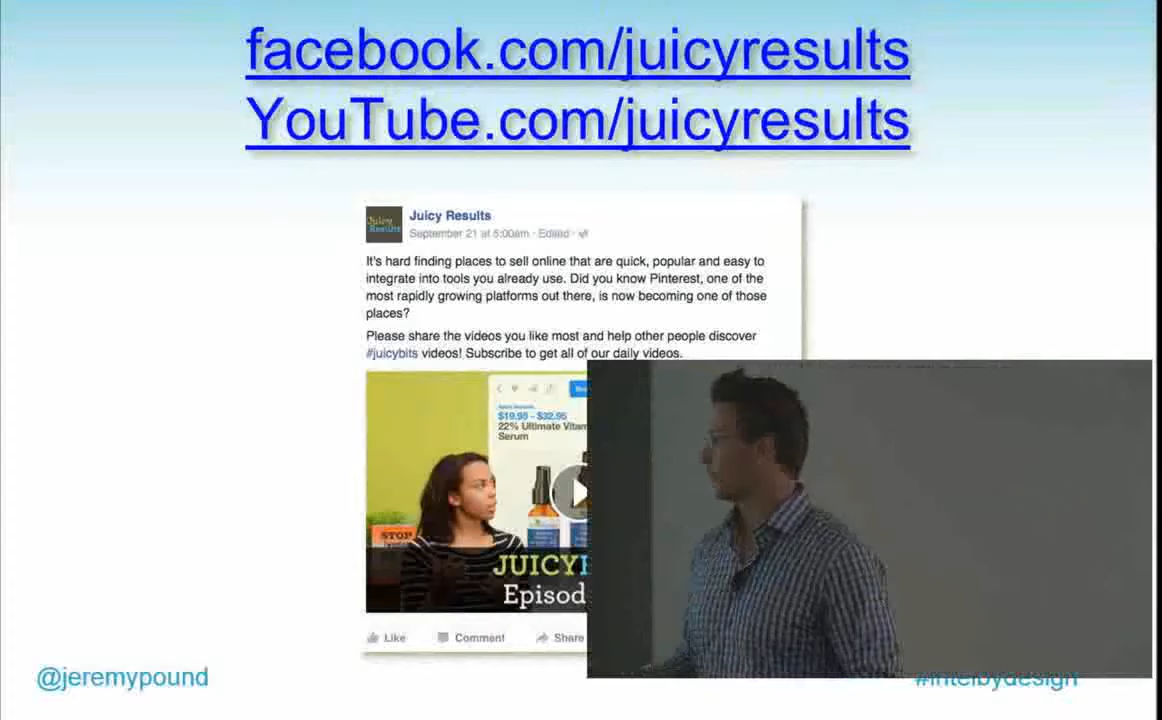 facebook.com/juicyresults
YouTube.com/juicyresults
Juicy Results
Juicy
Results
September 21 at 5:00am · Edited ·
It's hard finding places to sell online that are quick, popular and easy to
integrate into tools you already use. Did you know Pinterest, one of the
most rapidly growing platforms out there, is now becoming one of those
places?
Please share the videos you like most and help other people discover
#juicybits videos! Subscribe to get all of our daily videos.
$19.95 - $32.95
22% Ultimate Vitam
Serum
STOP
JUICY
Episod
Like Comment Share
@jeremypound
#intelbydesign